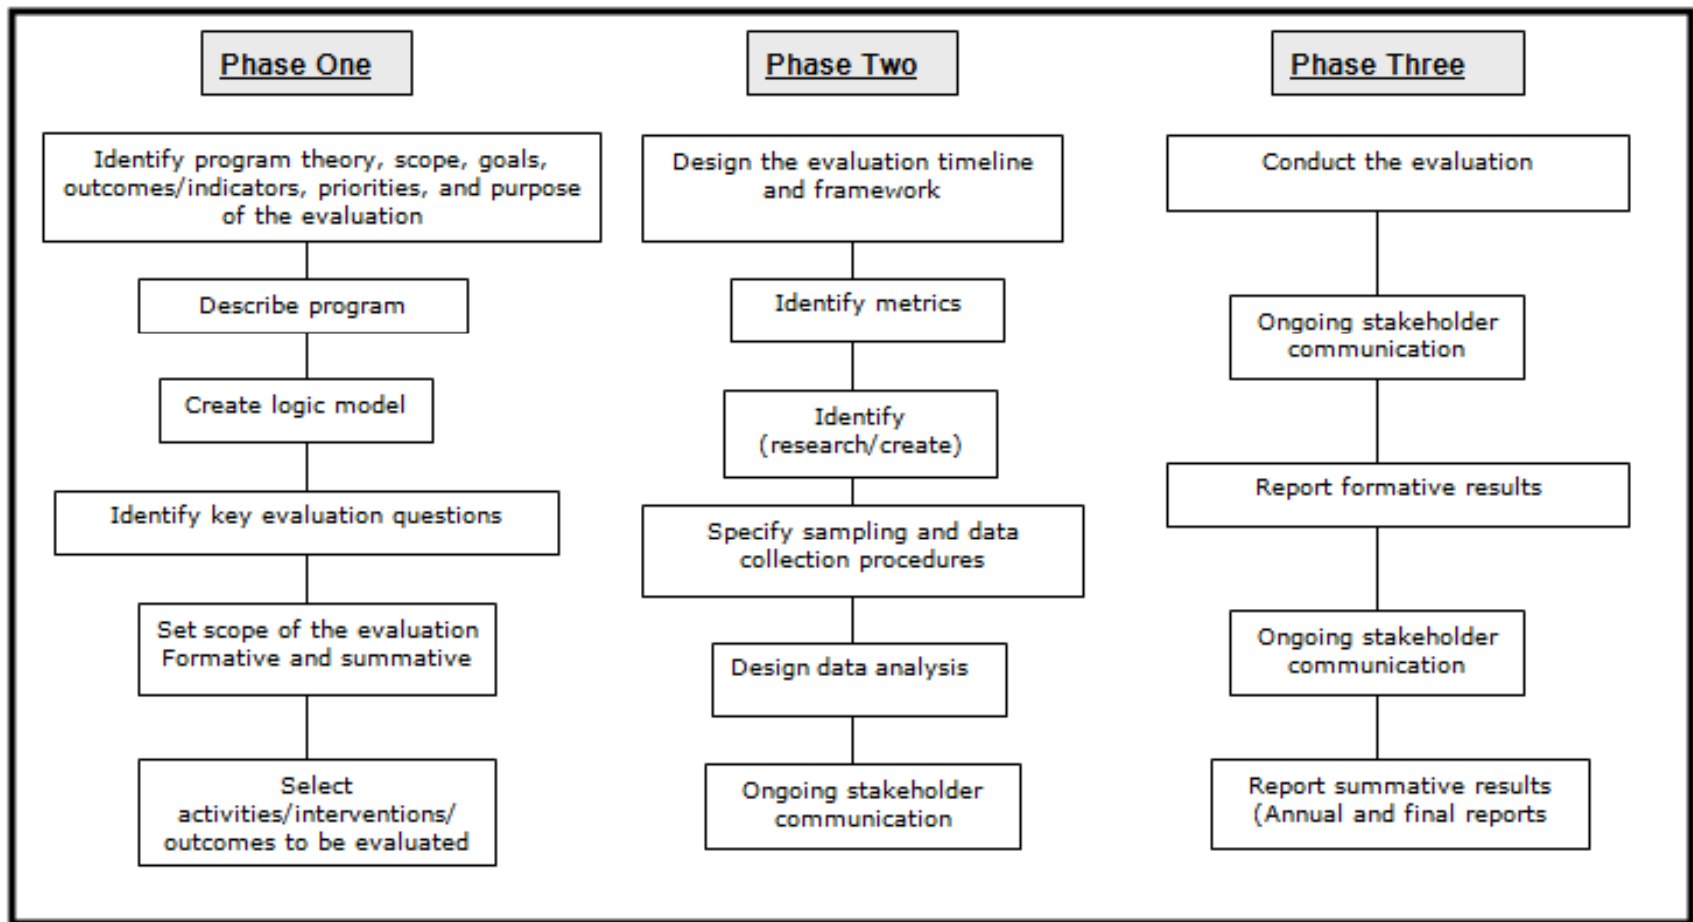 Phase One
Identify program theory, scope, goals,
outcomes/indicators, priorities, and purpose
of the evaluation
Describe program
Create logic model
Identify key evaluation questions
Set scope of the evaluation
Formative and summative
Select
activities/interventions/
outcomes to be evaluated
Phase Two
Design the evaluation timeline
and framework
Identify metrics
Identify
(research/create)
Specify sampling and data
collection procedures
Design data analysis
Ongoing stakeholder
communication
Phase Three
Conduct the evaluation
Ongoing stakeholder
communication
Report formative results
Ongoing stakeholder
communication
Report summative results
(Annual and final reports